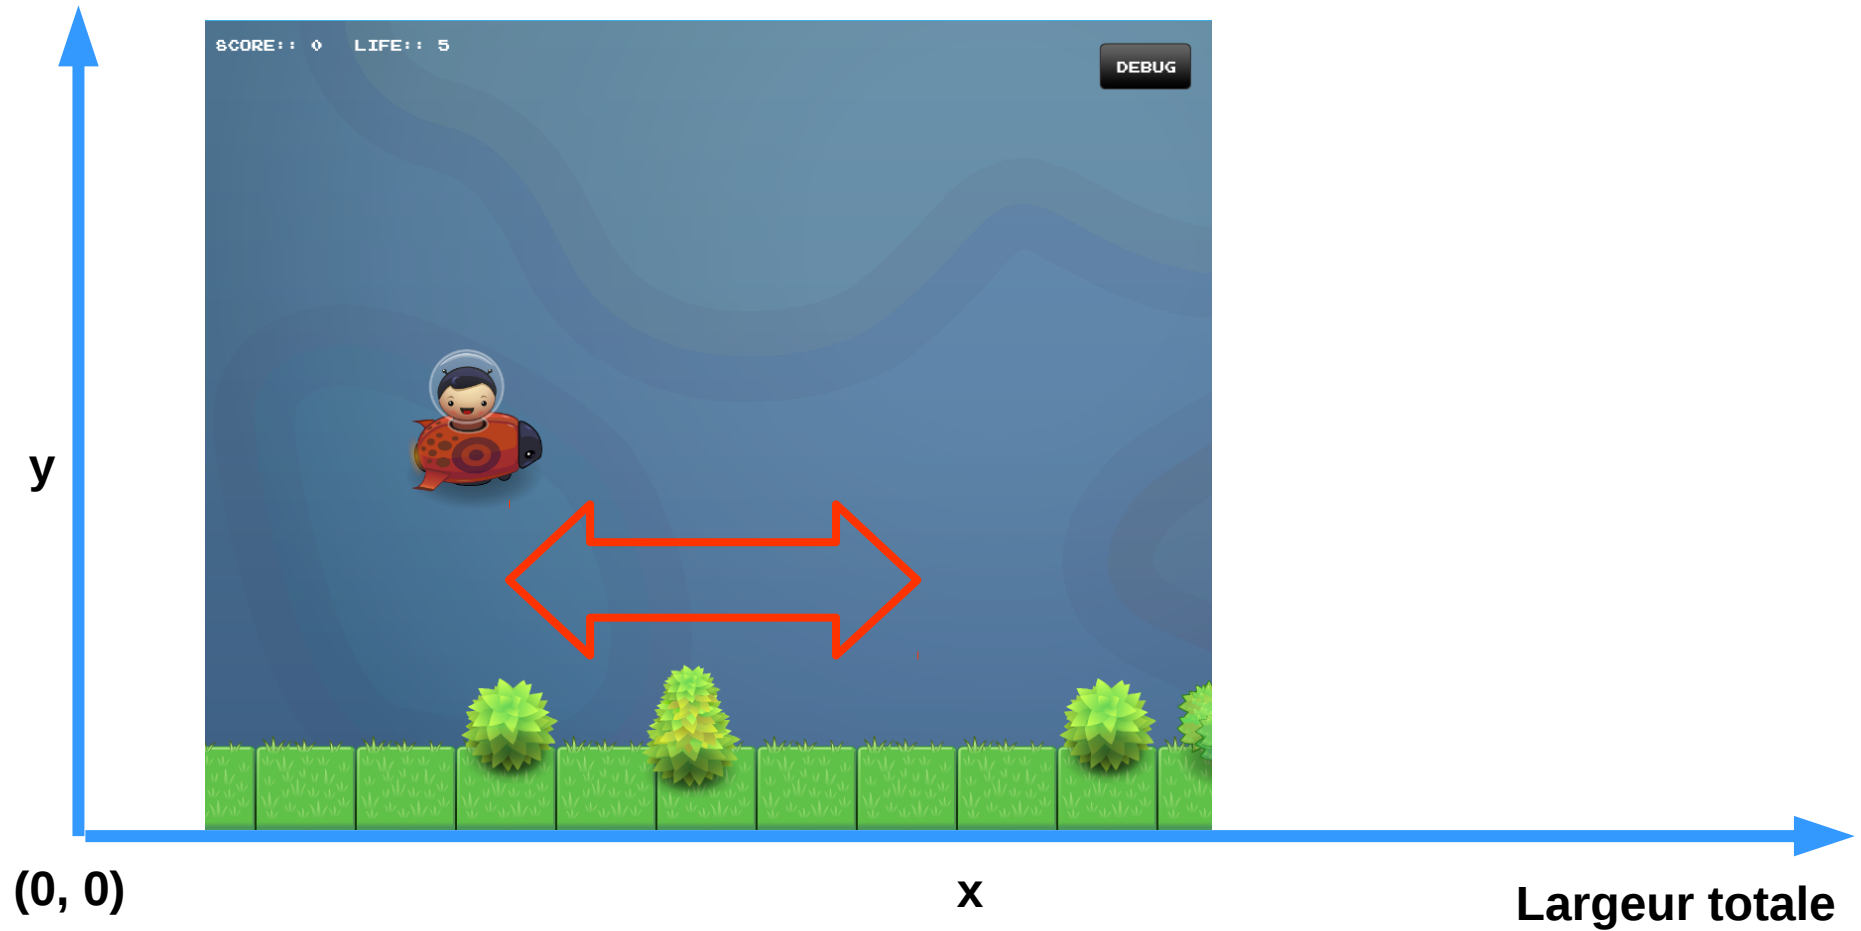 SCORE:: 0 LIFE:: 5
DEBUG
y
(0, 0)
x
Largeur totale